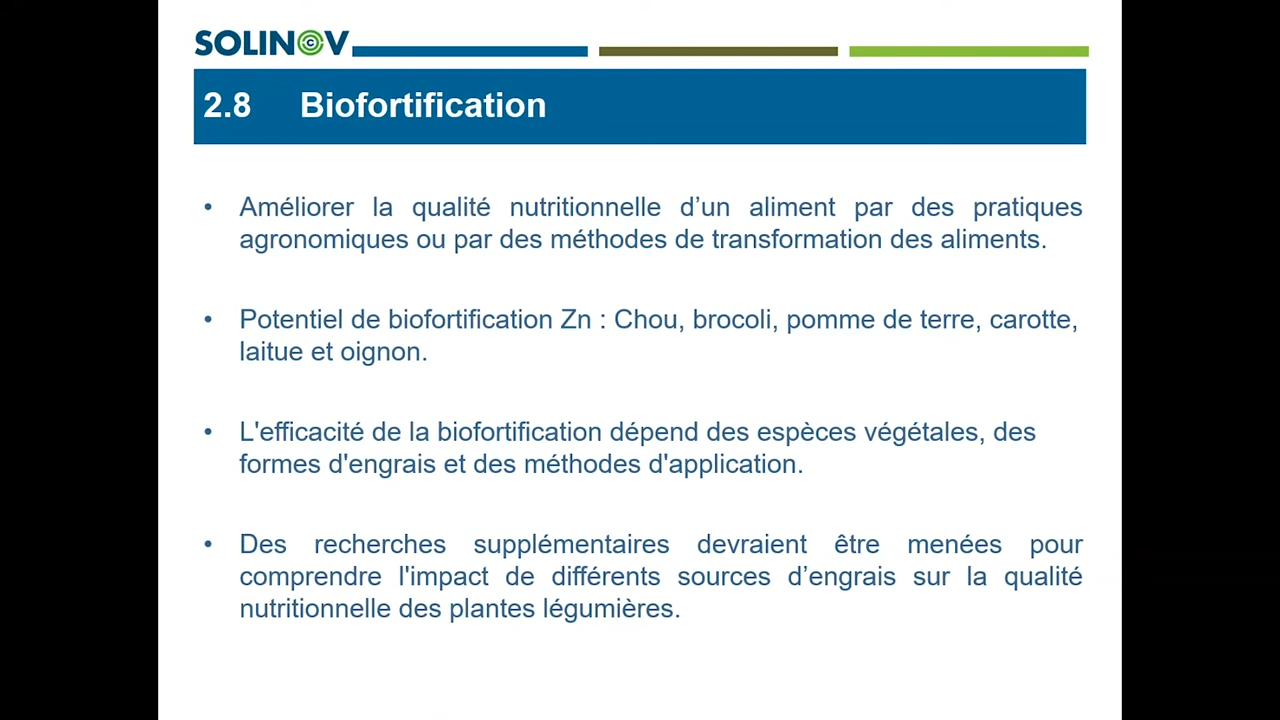 SOLINOV
2.8 Biofortification
• Améliorer la qualité nutritionnelle d’un aliment par des pratiques
agronomiques ou par des méthodes de transformation des aliments.
• Potentiel de biofortification Zn : Chou, brocoli, pomme de terre, carotte,
laitue et oignon.
• L'efficacité de la biofortification dépend des espèces végétales, des
formes d'engrais et des méthodes d'application.
• Des recherches supplémentaires devraient être menées pour
comprendre l'impact de différents sources d’engrais sur la qualité
nutritionnelle des plantes légumières.